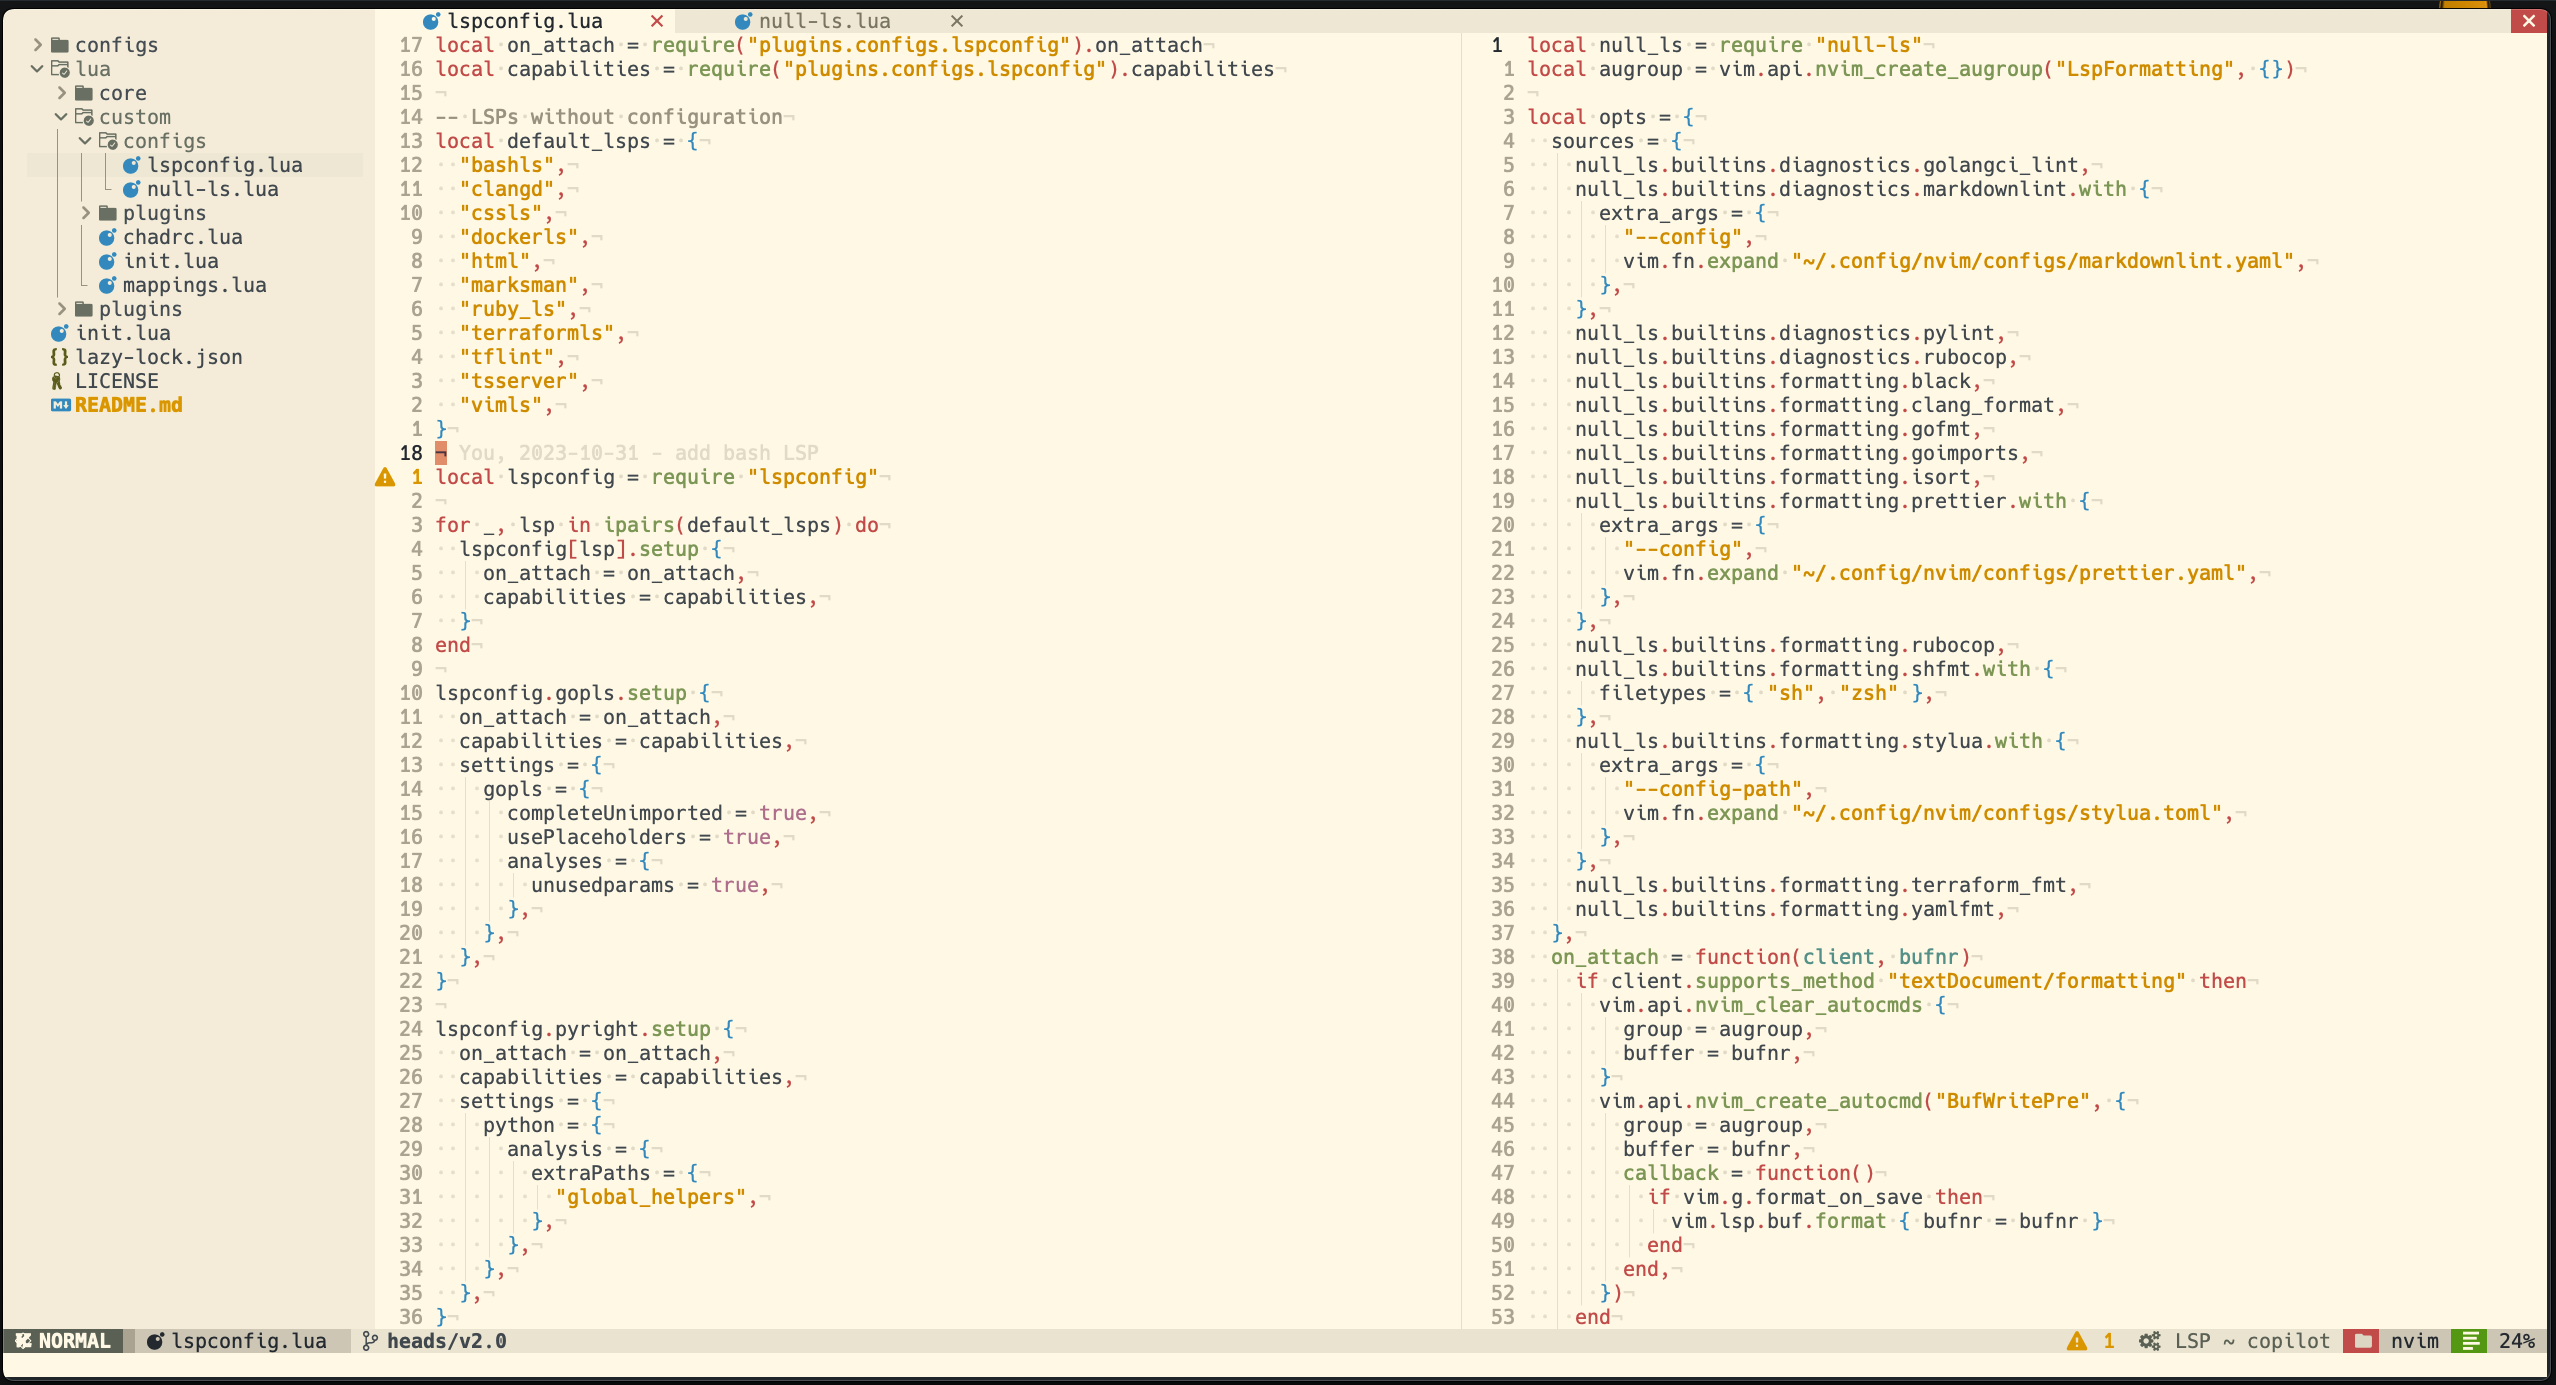 lspconfig.lua ✕ null-ls.lua ✕ ✕
configs
lua
core
custom
configs
lspconfig.lua
null-ls.lua
plugins
chadrc.lua
init.lua
mappings.lua
plugins
init.lua
{} lazy-lock.json
LICENSE
M↓ README.md
17 local on_attach = require("plugins.configs.lspconfig").on_attach¬
16 local capabilities = require("plugins.configs.lspconfig").capabilities¬
15 ¬
14 -- LSPs without configuration¬
13 local default_lsps = {¬
12 "bashls",¬
11 "clangd",¬
10 "cssls",¬
9 "dockerls",¬
8 "html",¬
7 "marksman",¬
6 "ruby_ls",¬
5 "terraformls",¬
4 "tflint",¬
3 "tsserver",¬
2 "vimls",¬
1 }¬
18 ¬ You, 2023-10-31 - add bash LSP
1 local lspconfig = require "lspconfig"¬
2 ¬
3 for _, lsp in ipairs(default_lsps) do¬
4 lspconfig[lsp].setup {¬
5 on_attach = on_attach,¬
6 capabilities = capabilities,¬
7 }¬
8 end¬
9 ¬
10 lspconfig.gopls.setup {¬
11 on_attach = on_attach,¬
12 capabilities = capabilities,¬
13 settings = {¬
14 gopls = {¬
15 completeUnimported = true,¬
16 usePlaceholders = true,¬
17 analyses = {¬
18 unusedparams = true,¬
19 },¬
20 },¬
21 },¬
22 }¬
23 ¬
24 lspconfig.pyright.setup {¬
25 on_attach = on_attach,¬
26 capabilities = capabilities,¬
27 settings = {¬
28 python = {¬
29 analysis = {¬
30 extraPaths = {¬
31 "global_helpers",¬
32 },¬
33 },¬
34 },¬
35 },¬
36 }¬
1 local null_ls = require "null-ls"¬
1 local augroup = vim.api.nvim_create_augroup("LspFormatting", {})¬
2 ¬
3 local opts = {¬
4 sources = {¬
5 null_ls.builtins.diagnostics.golangci_lint,¬
6 null_ls.builtins.diagnostics.markdownlint.with {¬
7 extra_args = {¬
8 "--config",¬
9 vim.fn.expand "~/.config/nvim/configs/markdownlint.yaml",¬
10 },¬
11 },¬
12 null_ls.builtins.diagnostics.pylint,¬
13 null_ls.builtins.diagnostics.rubocop,¬
14 null_ls.builtins.formatting.black,¬
15 null_ls.builtins.formatting.clang_format,¬
16 null_ls.builtins.formatting.gofmt,¬
17 null_ls.builtins.formatting.goimports,¬
18 null_ls.builtins.formatting.isort,¬
19 null_ls.builtins.formatting.prettier.with {¬
20 extra_args = {¬
21 "--config",¬
22 vim.fn.expand "~/.config/nvim/configs/prettier.yaml",¬
23 },¬
24 },¬
25 null_ls.builtins.formatting.rubocop,¬
26 null_ls.builtins.formatting.shfmt.with {¬
27 filetypes = { "sh", "zsh" },¬
28 },¬
29 null_ls.builtins.formatting.stylua.with {¬
30 extra_args = {¬
31 "--config-path",¬
32 vim.fn.expand "~/.config/nvim/configs/stylua.toml",¬
33 },¬
34 },¬
35 null_ls.builtins.formatting.terraform_fmt,¬
36 null_ls.builtins.formatting.yamlfmt,¬
37 },¬
38 on_attach = function(client, bufnr)¬
39 if client.supports_method "textDocument/formatting" then¬
40 vim.api.nvim_clear_autocmds {¬
41 group = augroup,¬
42 buffer = bufnr,¬
43 }¬
44 vim.api.nvim_create_autocmd("BufWritePre", {¬
45 group = augroup,¬
46 buffer = bufnr,¬
47 callback = function()¬
48 if vim.g.format_on_save then¬
49 vim.lsp.buf.format { bufnr = bufnr }¬
50 end¬
51 end,¬
52 })¬
53 end¬
NORMAL lspconfig.lua heads/v2.0 1 LSP ~ copilot nvim 24%